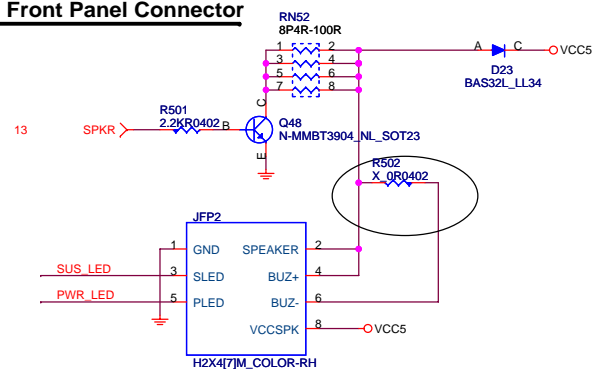 Front Panel Connector
RN52
8P4R-100R
1 2
3 4
5 6
7 8
A C
VCC5
D23
BAS32L_LL34
13 SPKR
R501
2.2KR0402
B
C
E
Q48
N-MMBT3904_NL_SOT23
R502
X_0R0402
JFP2
1 GND SPEAKER 2
SUS_LED 3 SLED BUZ+ 4
PWR_LED 5 PLED BUZ- 6
VCCSPK 8 VCC5
H2X4[7]M_COLOR-RH